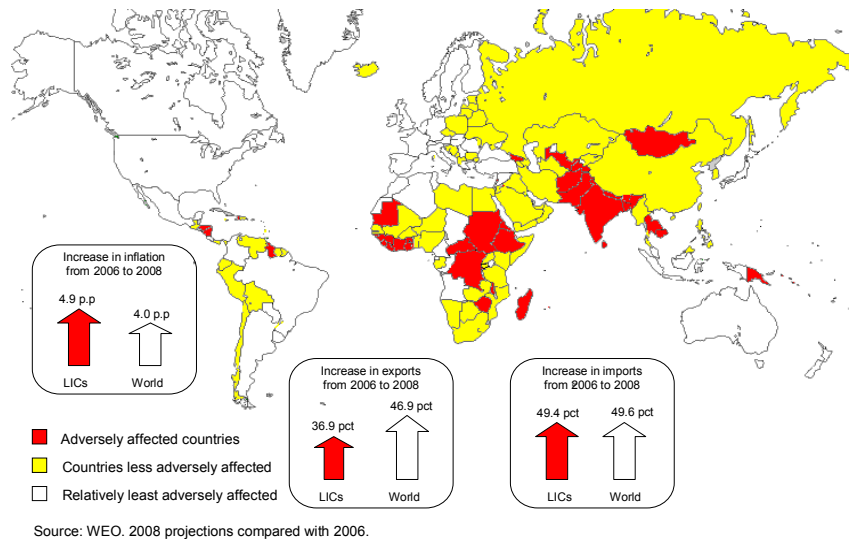 Increase in inflation
from 2006 to 2008
4.9 p.p
4.0 p.p
LICs
World
Increase in exports
from 2006 to 2008
36.9 pct
46.9 pct
LICs
World
Increase in imports
from 2006 to 2008
49.4 pct
49.6 pct
LICs
World
Adversely affected countries
Countries less adversely affected
Relatively least adversely affected
Source: WEO. 2008 projections compared with 2006.